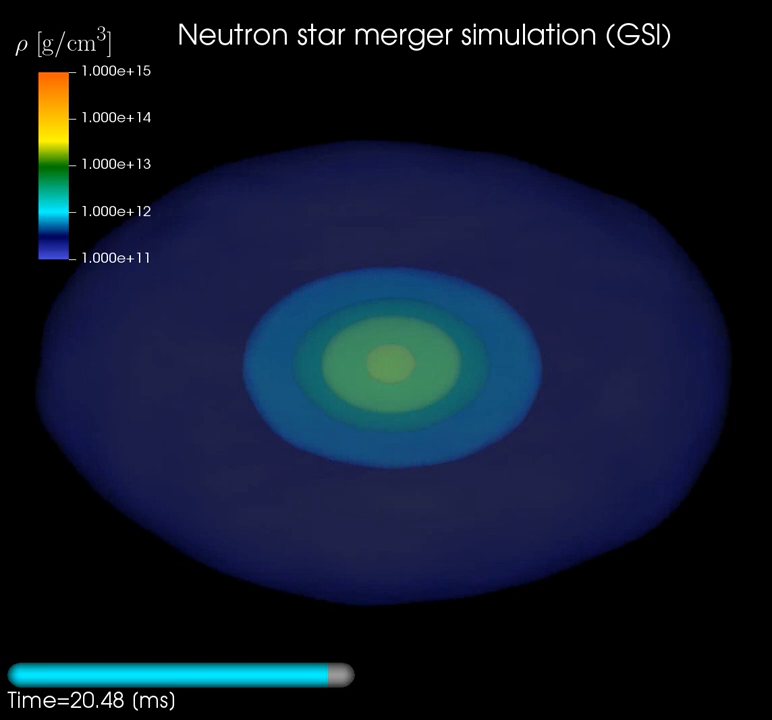 Neutron star merger simulation (GSI)
ρ [g/cm³]
1.000e+15
1.000e+14
1.000e+13
1.000e+12
1.000e+11
Time=20.48 (ms)